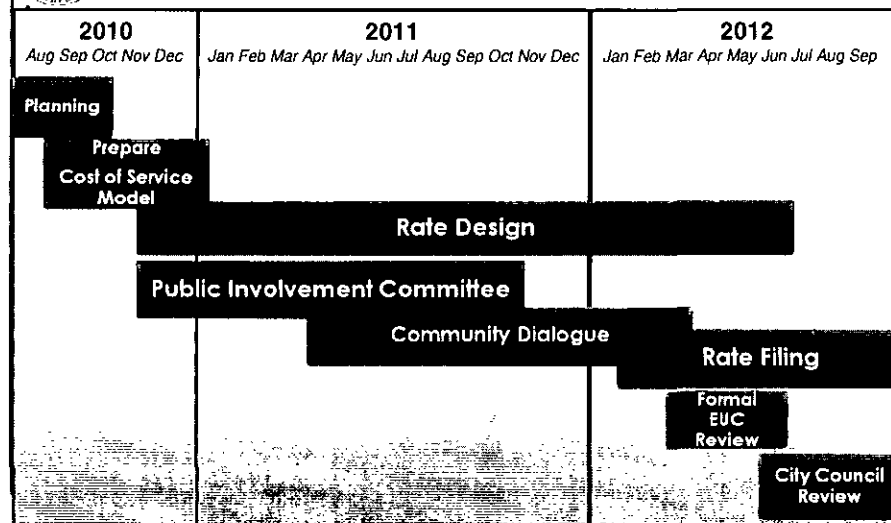 2010 2011 2012
Aug Sep Oct Nov Dec Jan Feb Mar Apr May Jun Jul Aug Sep Oct Nov Dec Jan Feb Mar Apr May Jun Jul Aug Sep
Planning
Prepare
Cost of Service
Model
Rate Design
Public Involvement Committee
Community Dialogue
Rate Filing
Formal
EUC
Review
City Council
Review